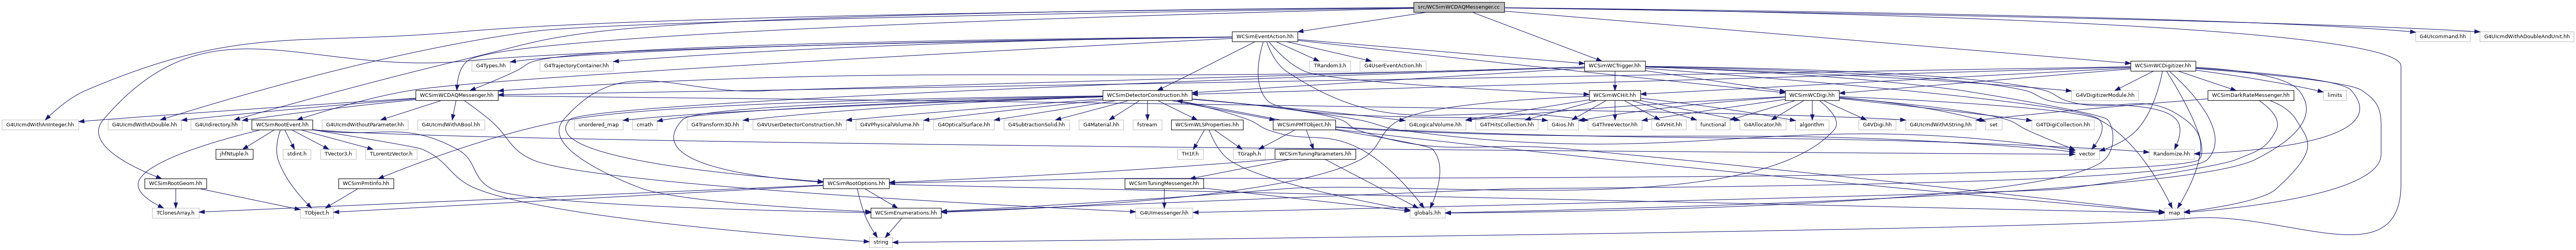 src/WCSimWCDAQMessenger.cc
WCSimEventAction.hh
G4UIcommand.hh
G4UIcmdWithADoubleAndUnit.hh
G4Types.hh
G4TrajectoryContainer.hh
TRandom3.hh
G4UserEventAction.hh
WCSimWCTrigger.hh
WCSimWCDigitizer.hh
WCSimWCDAQMessenger.hh
WCSimDetectorConstruction.hh
WCSimWCHit.hh
WCSimWCDigi.hh
G4VDigitizerModule.hh
WCSimDarkRateMessenger.hh
limits
G4UIcmdWithAnInteger.hh
G4UIcmdWithADouble.hh
G4UIdirectory.hh
WCSimRootEvent.hh
G4UIcmdWithoutParameter.hh
G4UIcmdWithABool.hh
unordered_map
cmath
G4Transform3D.hh
G4VUserDetectorConstruction.hh
G4VPhysicalVolume.hh
G4OpticalSurface.hh
G4SubtractionSolid.hh
G4Material.hh
fstream
WCSimWLSProperties.hh
WCSimPMTObject.hh
G4LogicalVolume.hh
G4THitsCollection.hh
G4ios.hh
G4ThreeVector.hh
G4VHit.hh
functional
G4Allocator.hh
algorithm
G4VDigi.hh
G4UIcmdWithAString.hh
set
G4TDigiCollection.hh
jhfNtuple.h
stdint.h
TVector3.h
TLorentzVector.h
TH1F.h
TGraph.h
WCSimTuningParameters.hh
vector
Randomize.hh
WCSimRootGeom.hh
WCSimPmtInfo.hh
WCSimRootOptions.hh
WCSimTuningMessenger.hh
TClonesArray.h
TObject.h
WCSimEnumerations.hh
G4UImessenger.hh
globals.hh
map
string